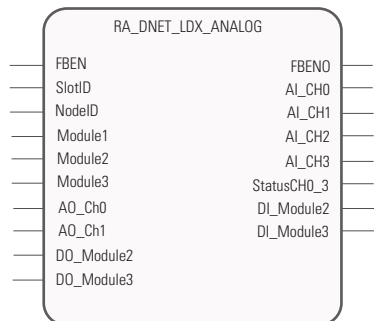 RA_DNET_LDX_ANALOG
FBEN
SlotID
NodeID
Module1
Module2
Module3
AO_Ch0
AO_Ch1
DO_Module2
DO_Module3
FBENO
AI_CH0
AI_CH1
AI_CH2
AI_CH3
StatusCH0_3
DI_Module2
DI_Module3